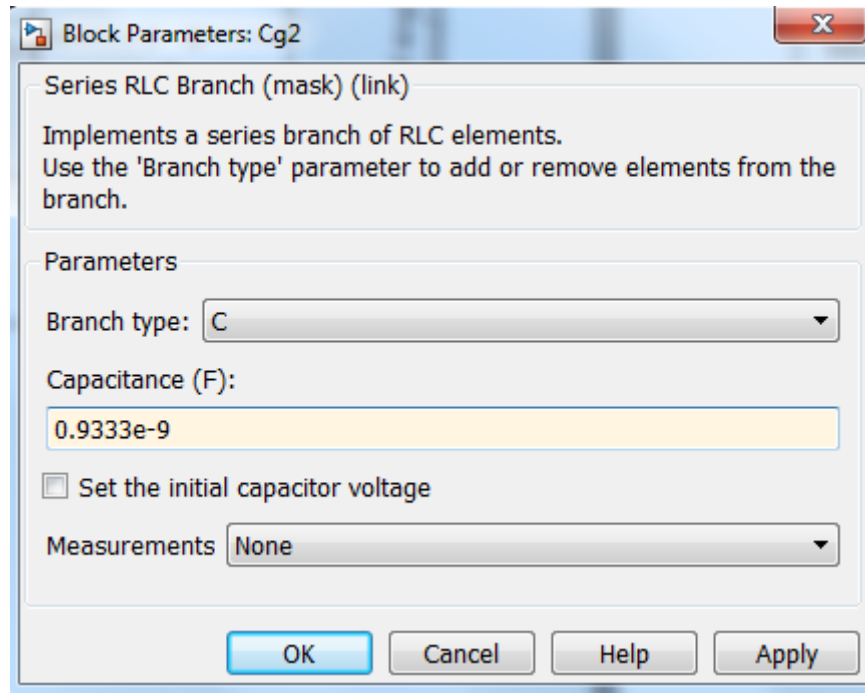 Block Parameters: Cg2
Series RLC Branch (mask) (link)
Implements a series branch of RLC elements.
Use the 'Branch type' parameter to add or remove elements from the
branch.
Parameters
Branch type: C
Capacitance (F):
0.9333e-9
Set the initial capacitor voltage
Measurements None
OK Cancel Help Apply